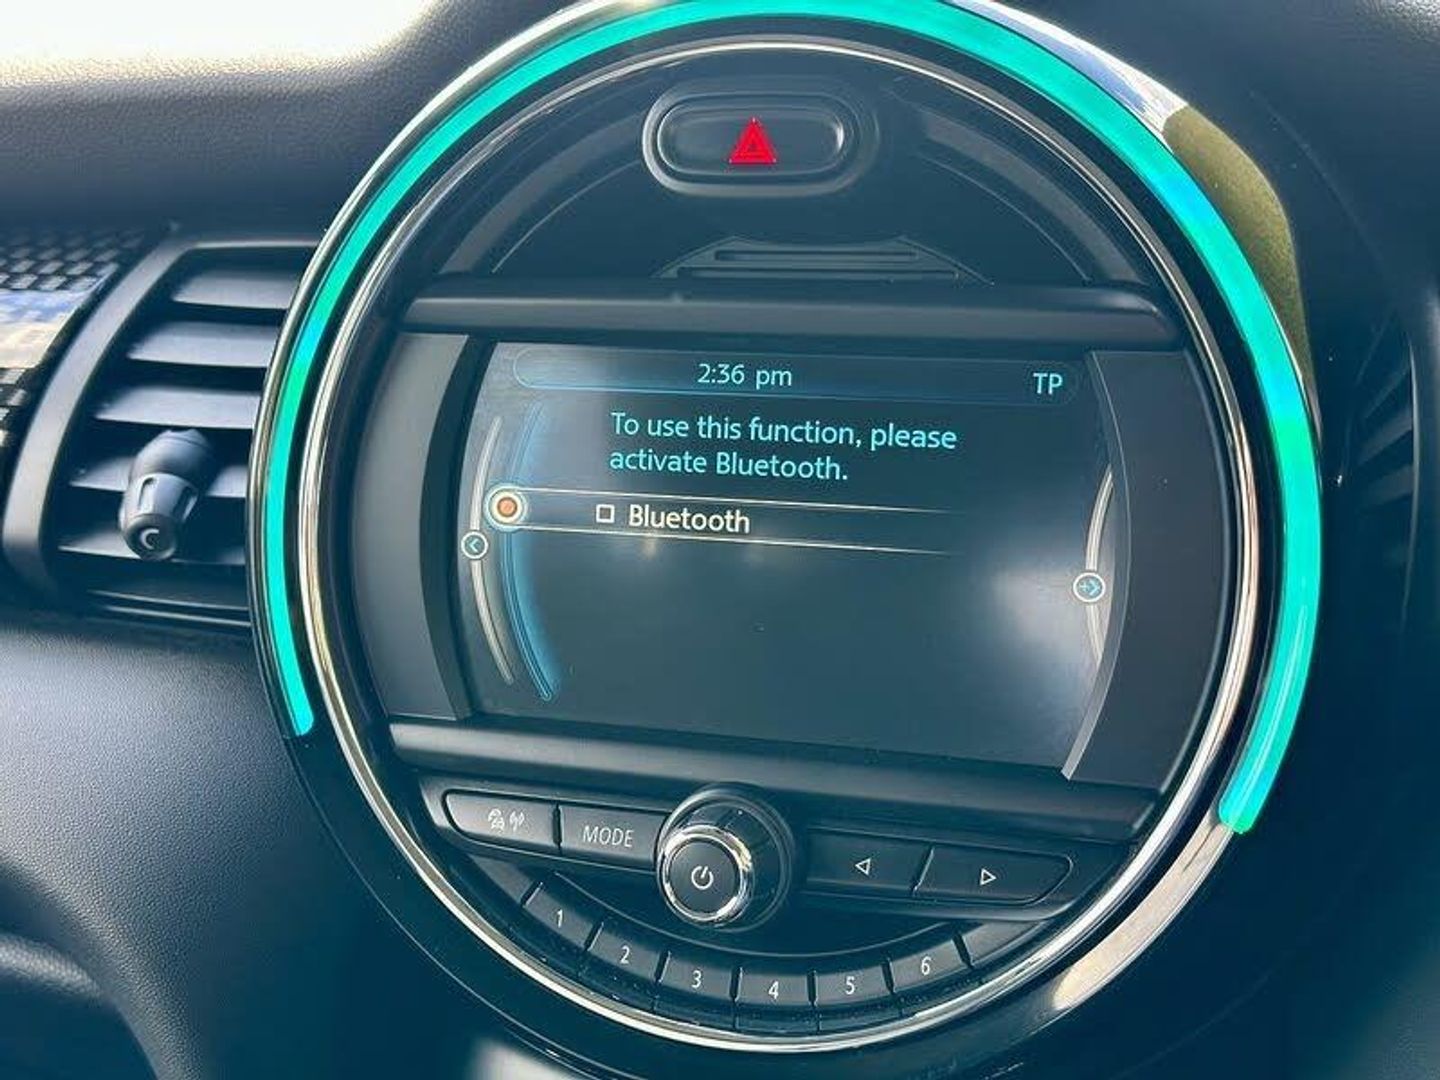 2:36 pm
TP
To use this function, please
activate Bluetooth.
Bluetooth
MODE
1
2
3
4
5
6